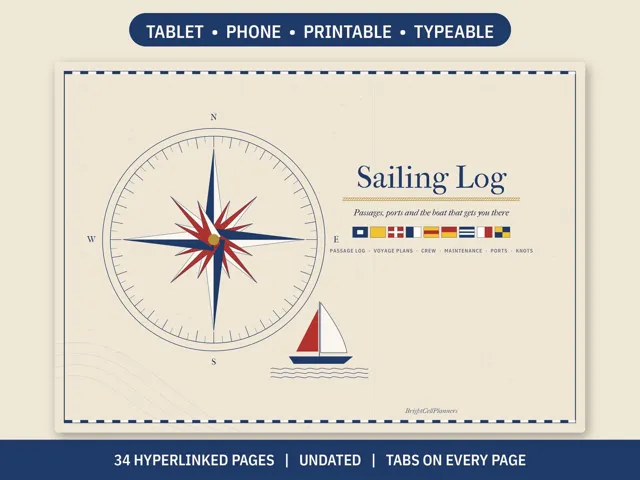 TABLET • PHONE • PRINTABLE • TYPEABLE
N
W
E
S
Sailing Log
Passages, ports and the boat that gets you there
PASSAGE LOG · VOYAGE PLANS · CREW · MAINTENANCE · PORTS · KNOTS
BrightCellPlanners
34 HYPERLINKED PAGES | UNDATED | TABS ON EVERY PAGE